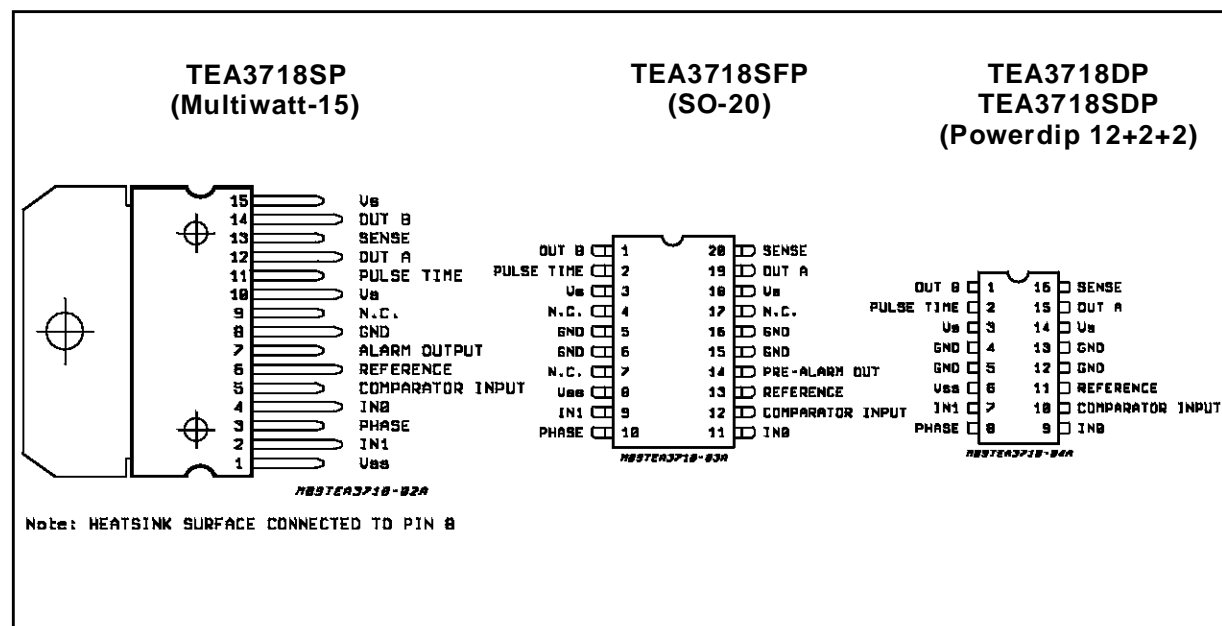 TEA3718SP
(Multiwatt-15)
15 Vs
14 OUT B
13 SENSE
12 OUT A
11 PULSE TIME
10 Vs
9 N.C.
8 GND
7 ALARM OUTPUT
6 REFERENCE
5 COMPARATOR INPUT
4 IN0
3 PHASE
2 IN1
1 Vss
M89TEA3718-02A
Note: HEATSINK SURFACE CONNECTED TO PIN 8
TEA3718SFP
(SO-20)
OUT B 1 20 SENSE
PULSE TIME 2 19 OUT A
Vs 3 18 Vs
N.C. 4 17 N.C.
GND 5 16 GND
GND 6 15 GND
N.C. 7 14 PRE-ALARM OUT
Vss 8 13 REFERENCE
IN1 9 12 COMPARATOR INPUT
PHASE 10 11 IN0
M89TEA3718-03A
TEA3718DP
TEA3718SDP
(Powerdip 12+2+2)
OUT B 1 16 SENSE
PULSE TIME 2 15 OUT A
Vs 3 14 Vs
GND 4 13 GND
GND 5 12 GND
Vss 6 11 REFERENCE
IN1 7 10 COMPARATOR INPUT
PHASE 8 9 IN0
M89TEA3718-04A